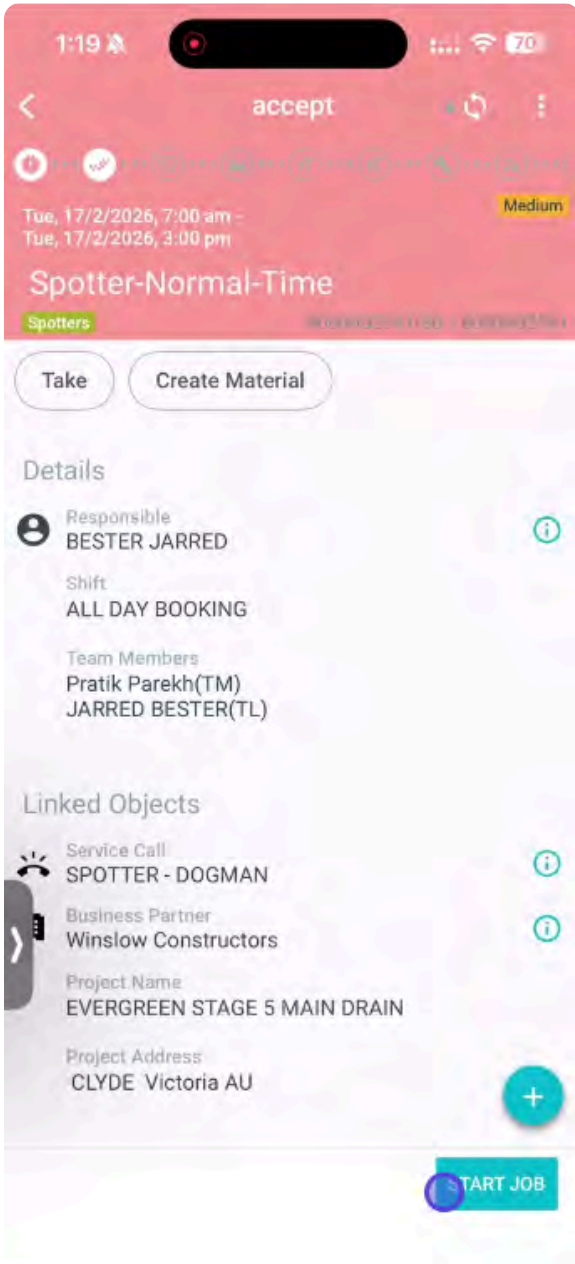 1:19
70
accept
Tue, 17/2/2026, 7:00 am -
Tue, 17/2/2026, 3:00 pm
Medium
Spotter-Normal-Time
Spotters
Take
Create Material
Details
Responsible
BESTER JARRED
Shift
ALL DAY BOOKING
Team Members
Pratik Parekh(TM)
JARRED BESTER(TL)
Linked Objects
Service Call
SPOTTER - DOGMAN
Business Partner
Winslow Constructors
Project Name
EVERGREEN STAGE 5 MAIN DRAIN
Project Address
CLYDE Victoria AU
START JOB